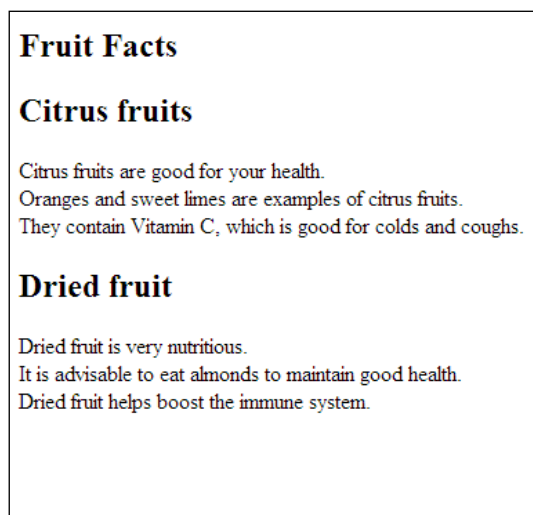 Fruit Facts
Citrus fruits
Citrus fruits are good for your health.
Oranges and sweet limes are examples of citrus fruits.
They contain Vitamin C, which is good for colds and coughs.
Dried fruit
Dried fruit is very nutritious.
It is advisable to eat almonds to maintain good health.
Dried fruit helps boost the immune system.